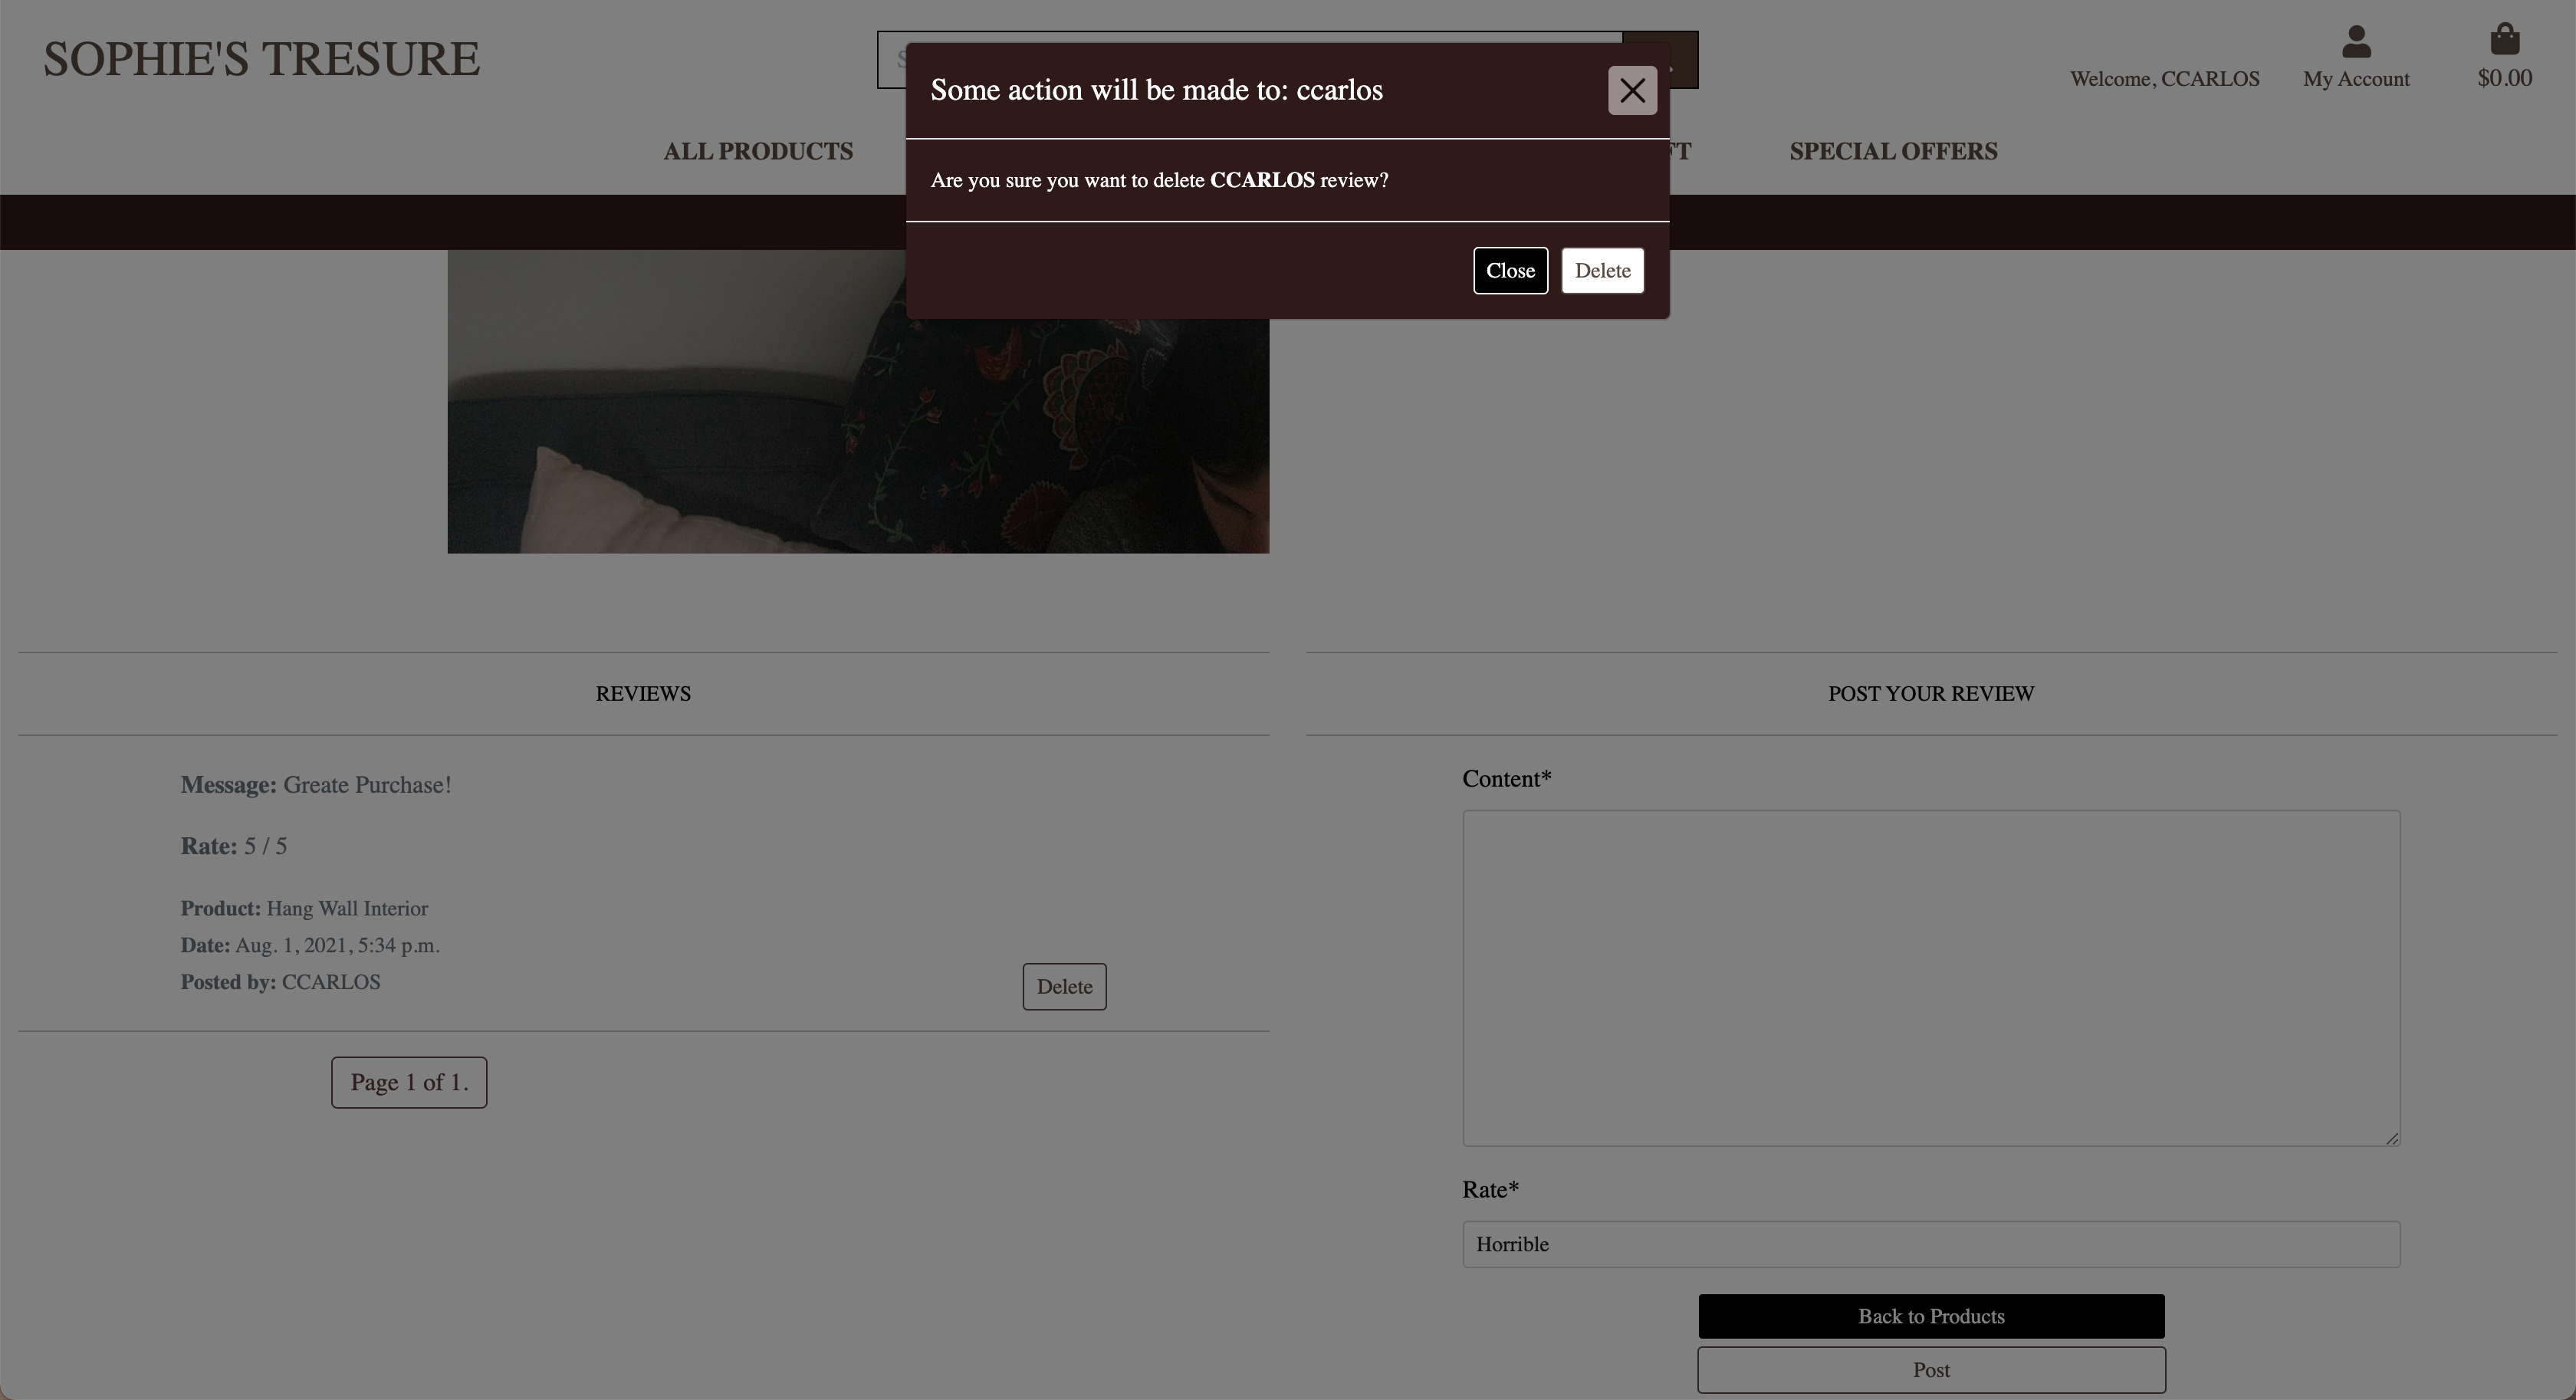 SOPHIE'S TRESURE
Welcome, CCARLOS
My Account
$0.00
ALL PRODUCTS
SPECIAL OFFERS
Some action will be made to: ccarlos
Are you sure you want to delete CCARLOS review?
Close
Delete
REVIEWS
Message: Greate Purchase!
Rate: 5 / 5
Product: Hang Wall Interior
Date: Aug. 1, 2021, 5:34 p.m.
Posted by: CCARLOS
Delete
Page 1 of 1.
POST YOUR REVIEW
Content*
Rate*
Horrible
Back to Products
Post